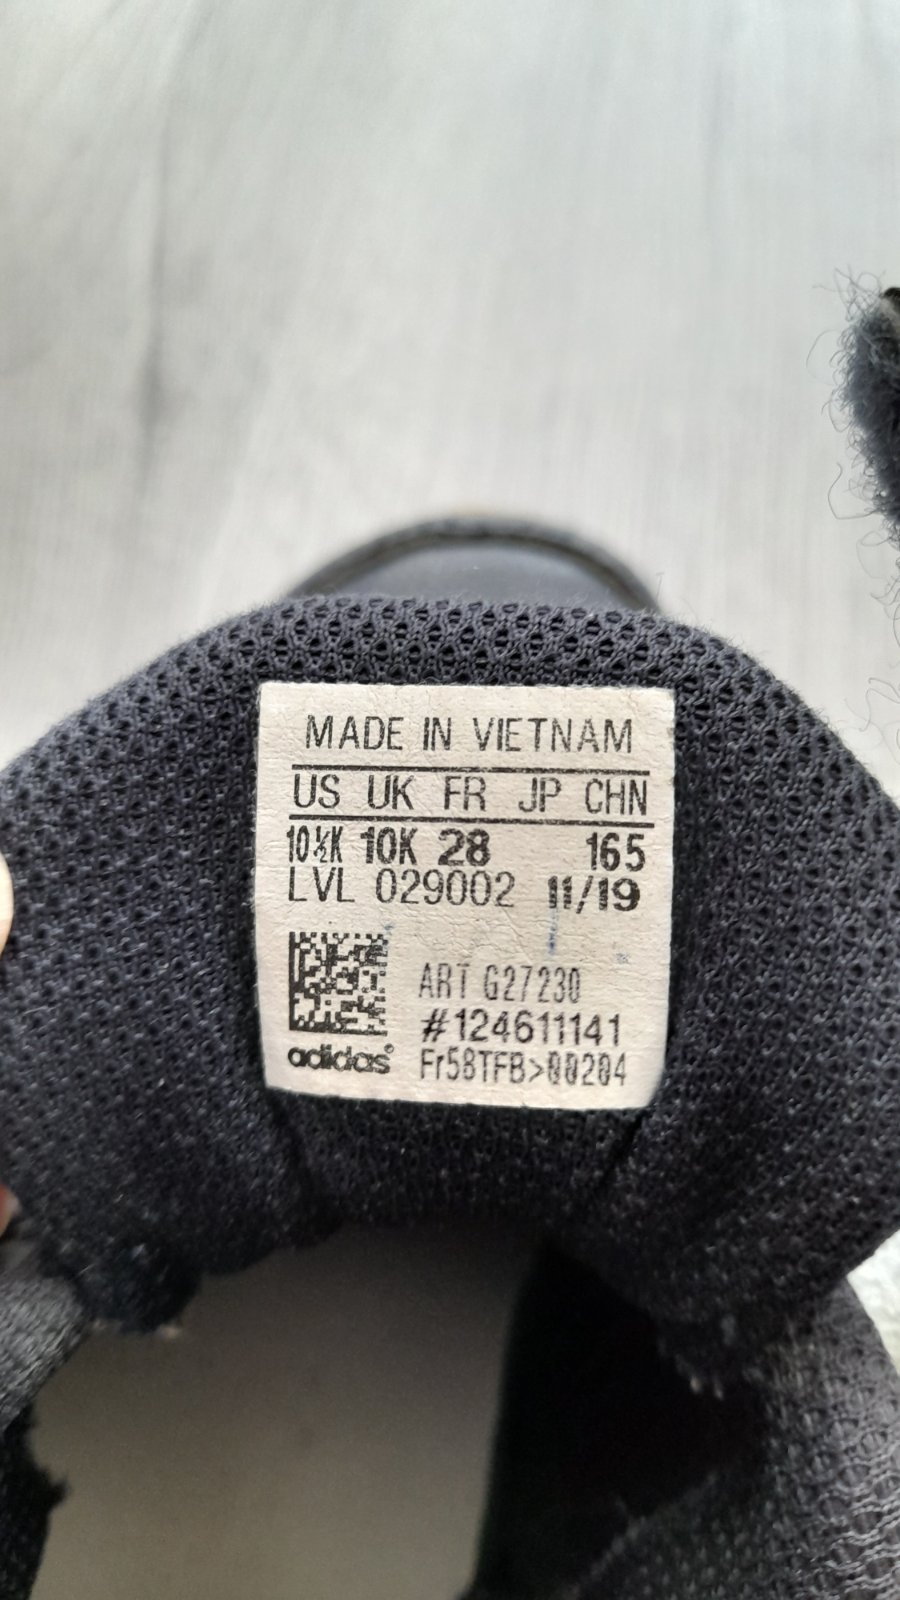 MADE IN VIETNAM
US UK FR JP CHN
10½K 10K 28 165
LVL 029002 11/19
ART G27230
#124611141
adidas® Fr58TFB>00204